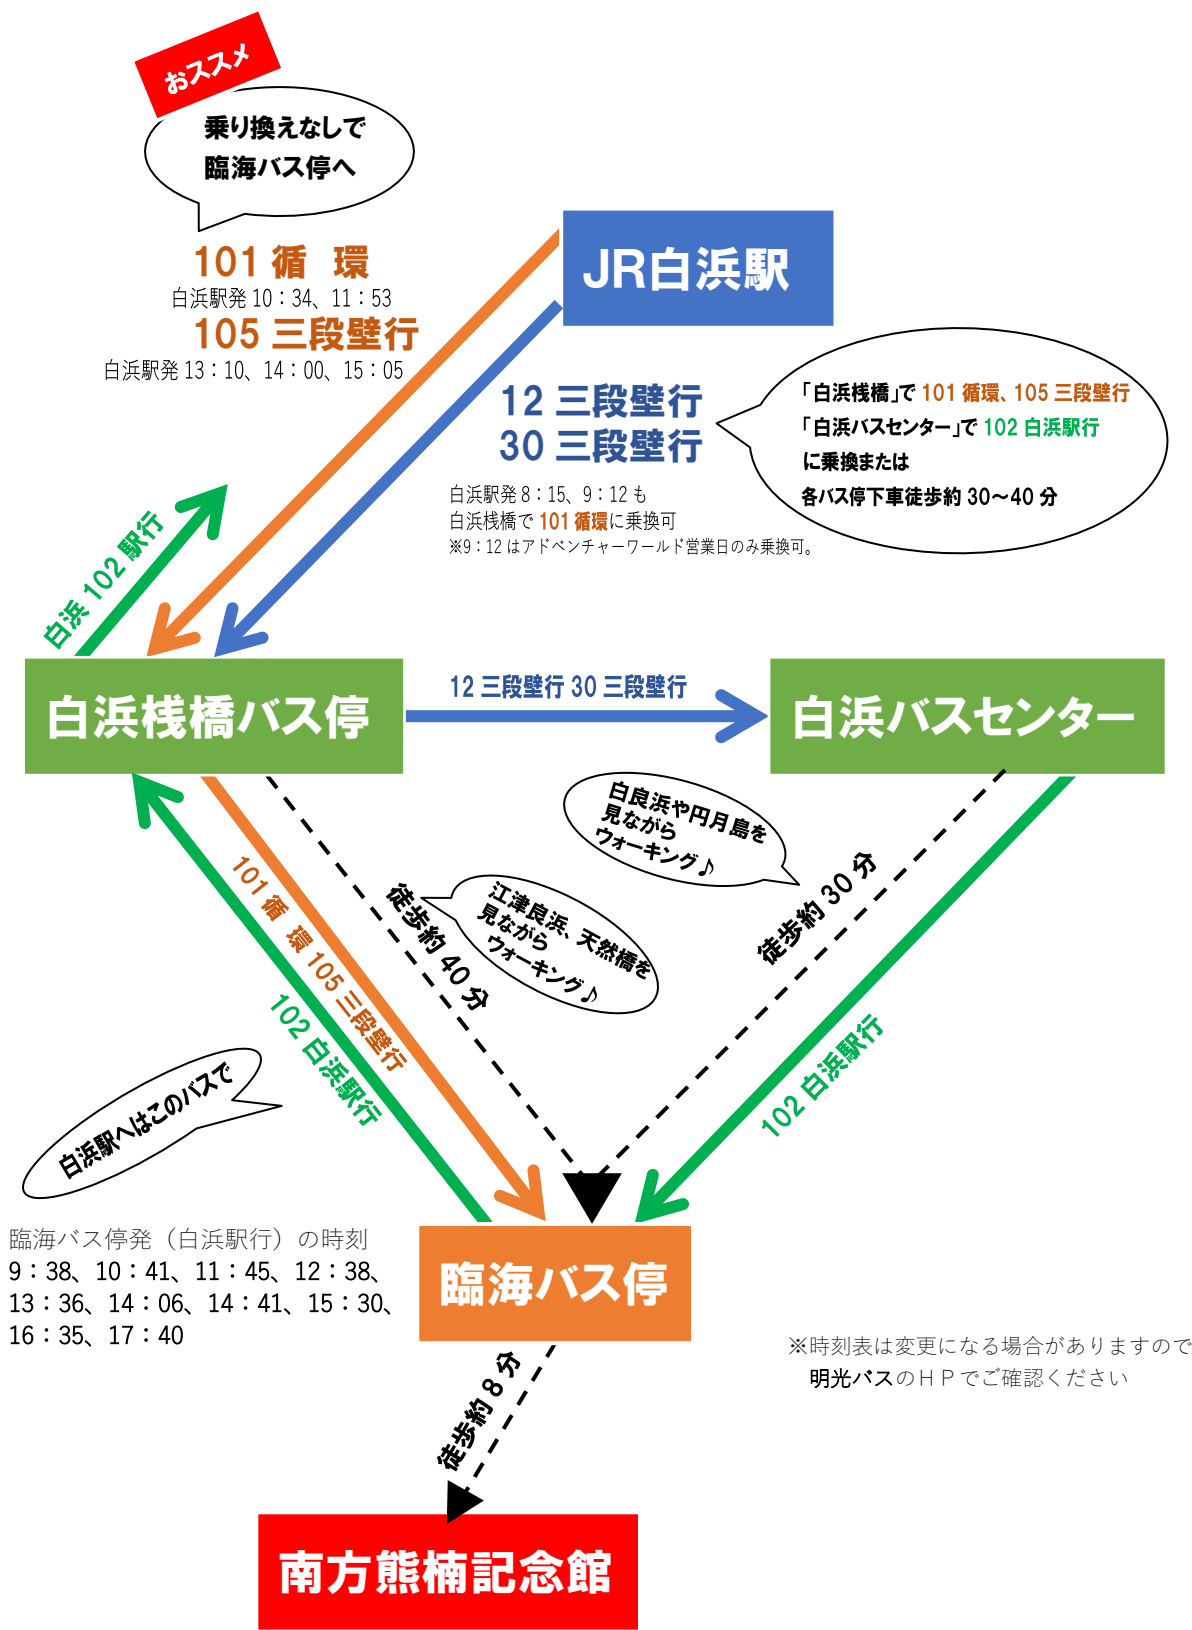 おススメ
乗り換えなしで
臨海バス停へ
101 循 環
白浜駅発 10：34、11：53
105 三段壁行
白浜駅発 13：10、14：00、15：05
JR白浜駅
12 三段壁行
30 三段壁行
白浜駅発 8：15、9：12 も
白浜桟橋で 101 循環に乗換可
※9：12 はアドベンチャーワールド営業日のみ乗換可。
「白浜桟橋」で 101 循環、105 三段壁行
「白浜バスセンター」で 102 白浜駅行
に乗換または
各バス停下車徒歩約 30～40 分
白浜 102 駅行
白浜桟橋バス停
12 三段壁行 30 三段壁行
白浜バスセンター
白良浜や円月島を
見ながら
ウォーキング♪
徒歩約 30 分
江津良浜、天然橋を
見ながら
ウォーキング♪
徒歩約 40 分
101 循 環 105 三段壁行
102 白浜駅行
102 白浜駅行
白浜駅へはこのバスで
臨海バス停発（白浜駅行）の時刻
9：38、10：41、11：45、12：38、
13：36、14：06、14：41、15：30、
16：35、17：40
臨海バス停
※時刻表は変更になる場合がありますので
明光バスのＨＰでご確認ください
徒歩約 8 分
南方熊楠記念館